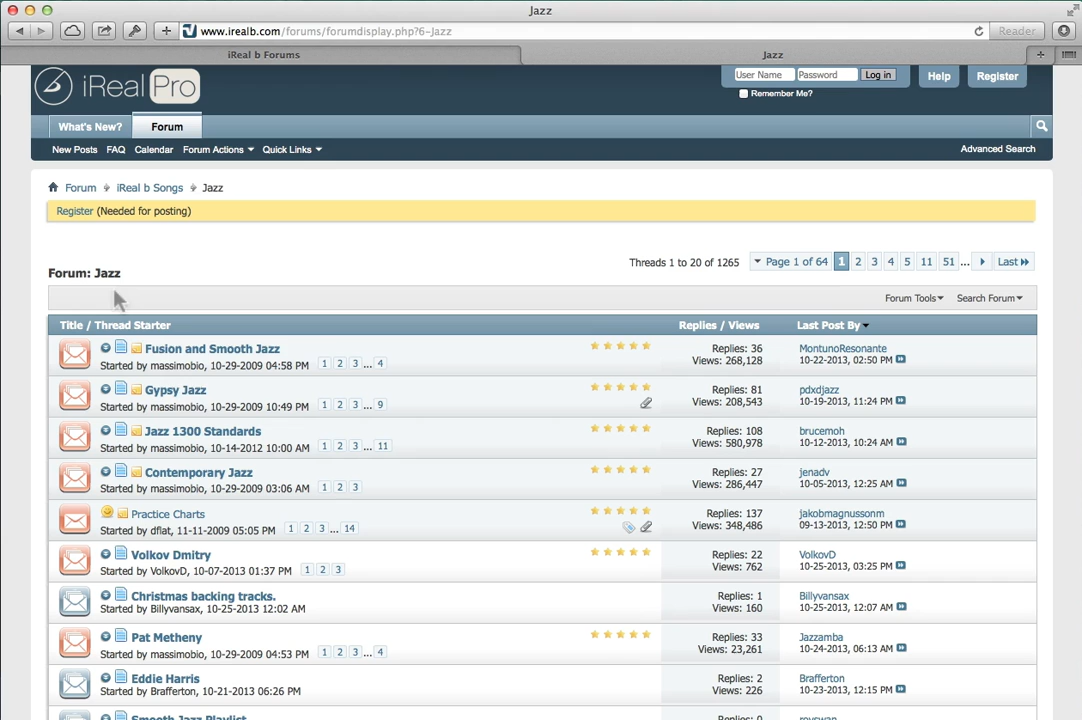 Jazz
www.irealb.com/forums/forumdisplay.php?6-Jazz
Reader
iReal b Forums
Jazz
iReal Pro
User Name Password Log in
Remember Me?
Help
Register
What's New? Forum
New Posts FAQ Calendar Forum Actions Quick Links
Advanced Search
Forum iReal b Songs Jazz
Register (Needed for posting)
Threads 1 to 20 of 1265 Page 1 of 64 1 2 3 4 5 11 51 ... Last
Forum: Jazz
Forum Tools Search Forum
Title / Thread Starter Replies / Views Last Post By
Fusion and Smooth Jazz Replies: 36 MontunoResonante
Started by massimobio, 10-29-2009 04:58 PM 1 2 3 ... 4 Views: 268,128 10-22-2013, 02:50 PM
Gypsy Jazz Replies: 81 pdxdjazz
Started by massimobio, 10-29-2009 10:49 PM 1 2 3 ... 9 Views: 208,543 10-19-2013, 11:24 PM
Jazz 1300 Standards Replies: 108 brucemoh
Started by massimobio, 10-14-2012 10:00 AM 1 2 3 ... 11 Views: 580,978 10-12-2013, 10:24 AM
Contemporary Jazz Replies: 27 jenadv
Started by massimobio, 10-29-2009 03:06 AM 1 2 3 Views: 286,447 10-05-2013, 12:25 AM
Practice Charts Replies: 137 jakobmagnussonm
Started by dflat, 11-11-2009 05:05 PM 1 2 3 ... 14 Views: 348,486 09-13-2013, 12:50 PM
Volkov Dmitry Replies: 22 VolkovD
Started by VolkovD, 10-07-2013 01:37 PM 1 2 3 Views: 762 10-25-2013, 03:25 PM
Christmas backing tracks. Replies: 1 Billyvansax
Started by Billyvansax, 10-25-2013 12:02 AM Views: 160 10-25-2013, 12:07 AM
Pat Metheny Replies: 33 Jazzamba
Started by massimobio, 10-29-2009 04:53 PM 1 2 3 ... 4 Views: 23,261 10-24-2013, 06:13 AM
Eddie Harris Replies: 2 Brafferton
Started by Brafferton, 10-21-2013 06:26 PM Views: 226 10-23-2013, 12:15 PM
Smooth Jazz Playlist Replies: 0